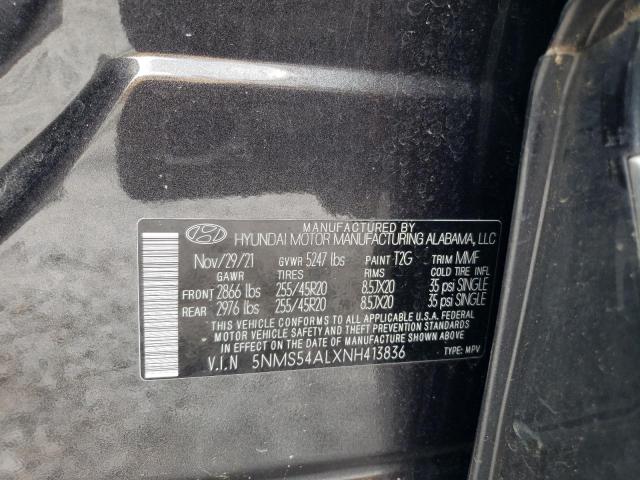 MANUFACTURED BY
HYUNDAI MOTOR MANUFACTURING ALABAMA, LLC
Nov/29/21 GVWR 5247 lbs PAINT T2G TRIM MMF
GAWR TIRES RIMS COLD TIRE INFL
FRONT 2866 lbs 255/45R20 8.5JX20 35 psi SINGLE
REAR 2976 lbs 255/45R20 8.5JX20 35 psi SINGLE
THIS VEHICLE CONFORMS TO ALL APPLICABLE FEDERAL
MOTOR VEHICLE SAFETY AND THEFT PREVENTION STANDARDS
IN EFFECT ON THE DATE OF MANUFACTURE SHOWN ABOVE.
V.I.N 5NMS54ALXNH413836 TYPE: MPV